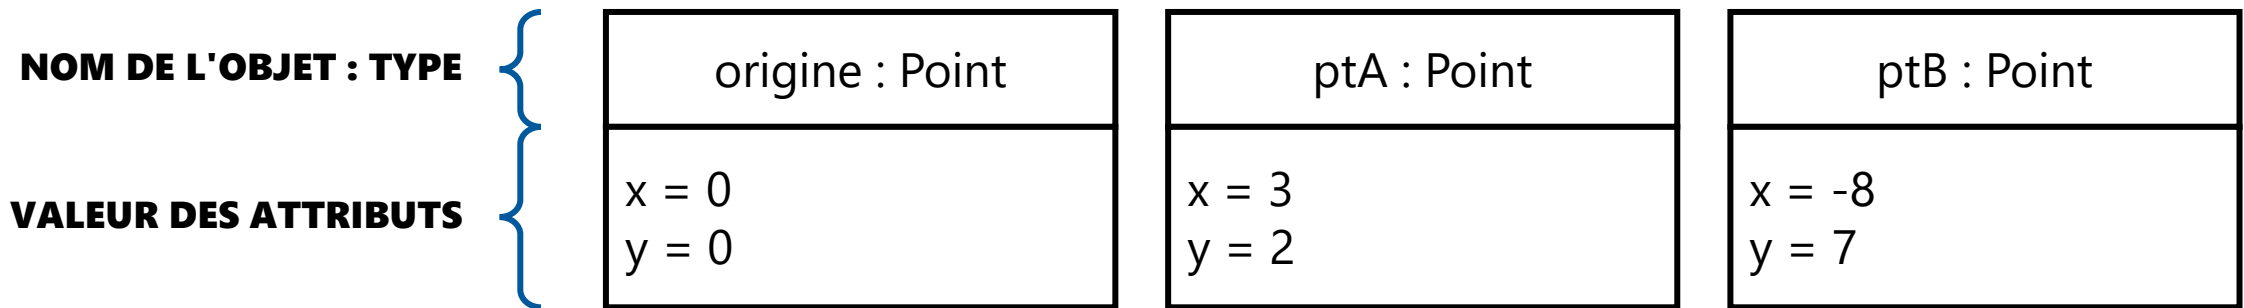 NOM DE L'OBJET : TYPE
origine : Point
ptA : Point
ptB : Point
VALEUR DES ATTRIBUTS
x = 0
y = 0
x = 3
y = 2
x = -8
y = 7